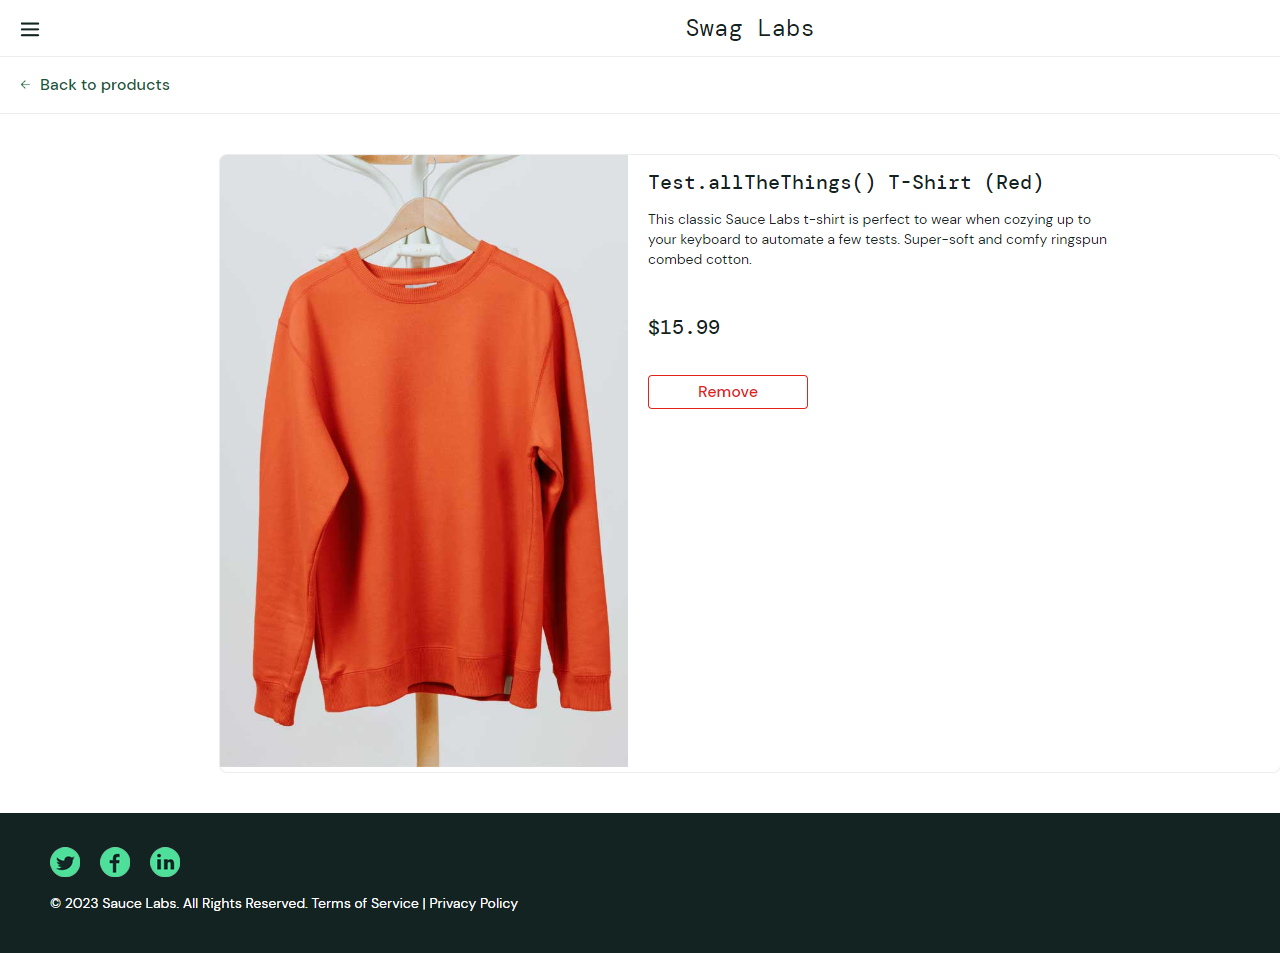 Swag Labs
Back to products
Test.allTheThings() T-Shirt (Red)
This classic Sauce Labs t-shirt is perfect to wear when cozying up to
your keyboard to automate a few tests. Super-soft and comfy ringspun
combed cotton.
$15.99
Remove
© 2023 Sauce Labs. All Rights Reserved. Terms of Service | Privacy Policy